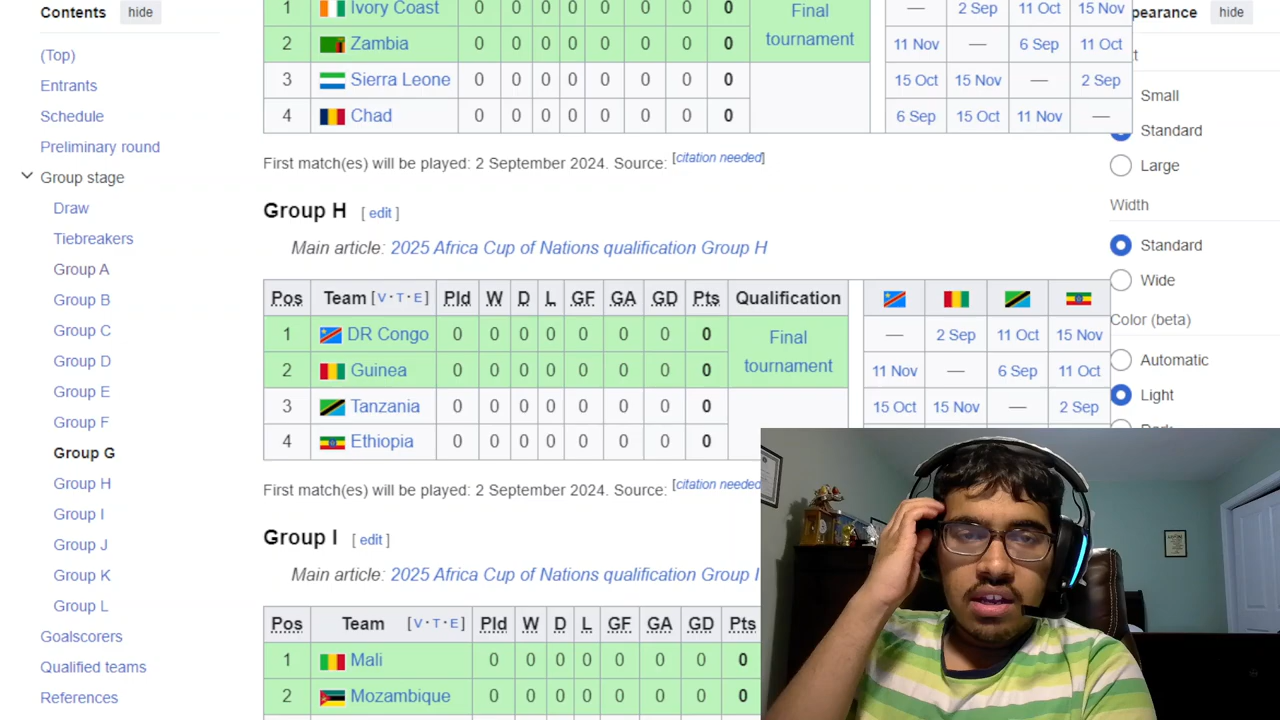 Contents hide
(Top)
Entrants
Schedule
Preliminary round
Group stage
Draw
Tiebreakers
Group A
Group B
Group C
Group D
Group E
Group F
Group G
Group H
Group I
Group J
Group K
Group L
Goalscorers
Qualified teams
References
1 Ivory Coast 0 0 0 0 0 0 0 0 Final tournament — 2 Sep 11 Oct 15 Nov
2 Zambia 0 0 0 0 0 0 0 0 11 Nov — 6 Sep 11 Oct
3 Sierra Leone 0 0 0 0 0 0 0 0 15 Oct 15 Nov — 2 Sep
4 Chad 0 0 0 0 0 0 0 0 6 Sep 15 Oct 11 Nov —
First match(es) will be played: 2 September 2024. Source: [citation needed]
Group H [ edit ]
Main article: 2025 Africa Cup of Nations qualification Group H
Pos Team [V·T·E] Pld W D L GF GA GD Pts Qualification
1 DR Congo 0 0 0 0 0 0 0 0 Final tournament — 2 Sep 11 Oct 15 Nov
2 Guinea 0 0 0 0 0 0 0 0 11 Nov — 6 Sep 11 Oct
3 Tanzania 0 0 0 0 0 0 0 0 15 Oct 15 Nov — 2 Sep
4 Ethiopia 0 0 0 0 0 0 0 0
First match(es) will be played: 2 September 2024. Source: [citation needed
Group I [ edit ]
Main article: 2025 Africa Cup of Nations qualification Group I
Pos Team [V·T·E] Pld W D L GF GA GD Pts
1 Mali 0 0 0 0 0 0 0 0
2 Mozambique 0 0 0 0 0 0 0 0
pearance hide
Small
Standard
Large
Width
Standard
Wide
Color (beta)
Automatic
Light